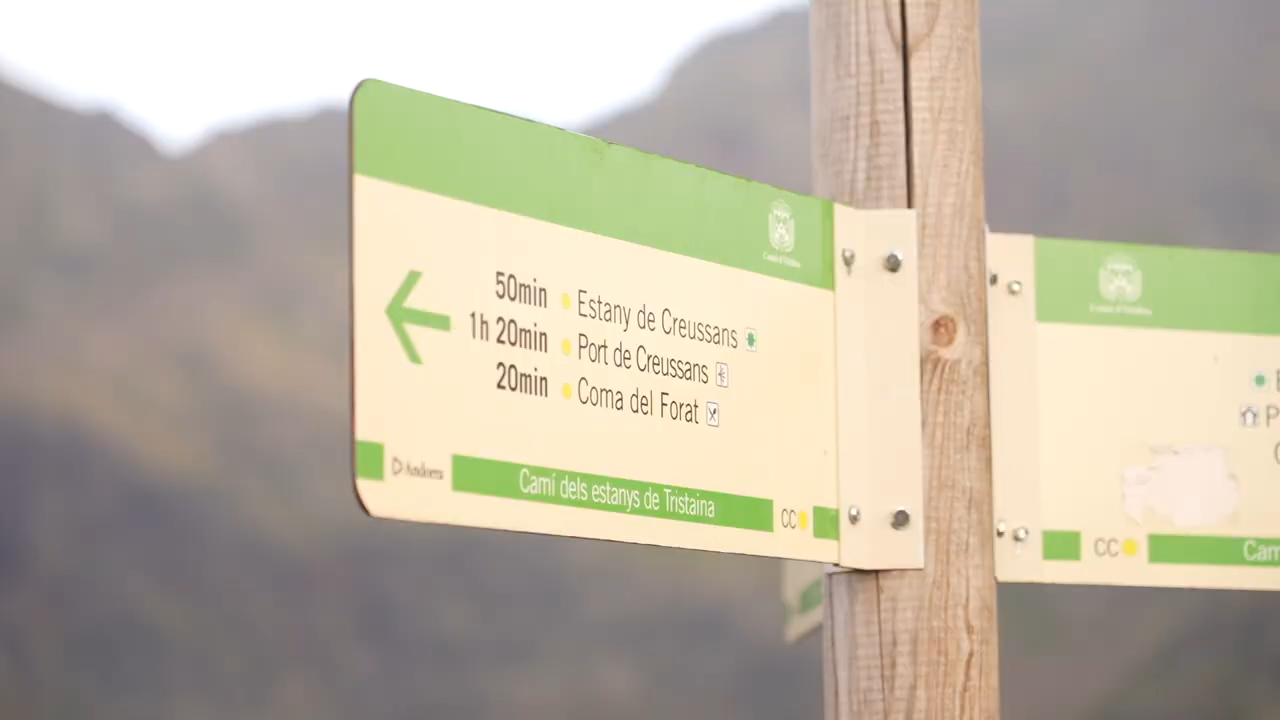 50min Estany de Creussans
1h 20min Port de Creussans
20min Coma del Forat
Andorra
Camí dels estanys de Tristaina
CC
P
CC
Cam